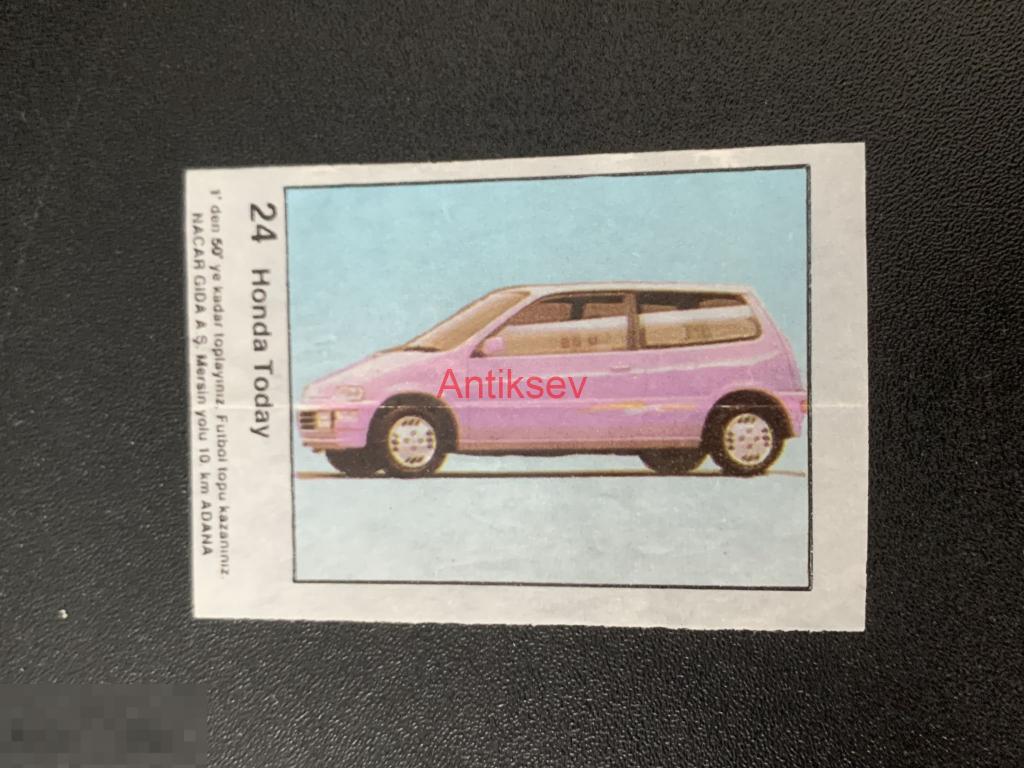 24 Honda Today
1' den 50' ye kadar toplayınız. Futbol topu kazanınız.
NACAR GIDA A.Ş. Mersin yolu 10. km ADANA
Antiksev